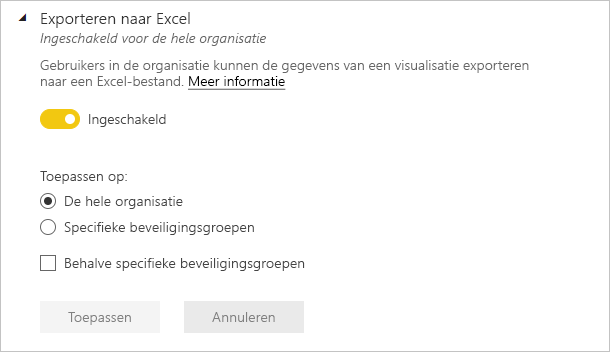 Exporteren naar Excel
Ingeschakeld voor de hele organisatie
Gebruikers in de organisatie kunnen de gegevens van een visualisatie exporteren
naar een Excel-bestand. Meer informatie
Ingeschakeld
Toepassen op:
De hele organisatie
Specifieke beveiligingsgroepen
Behalve specifieke beveiligingsgroepen
Toepassen
Annuleren